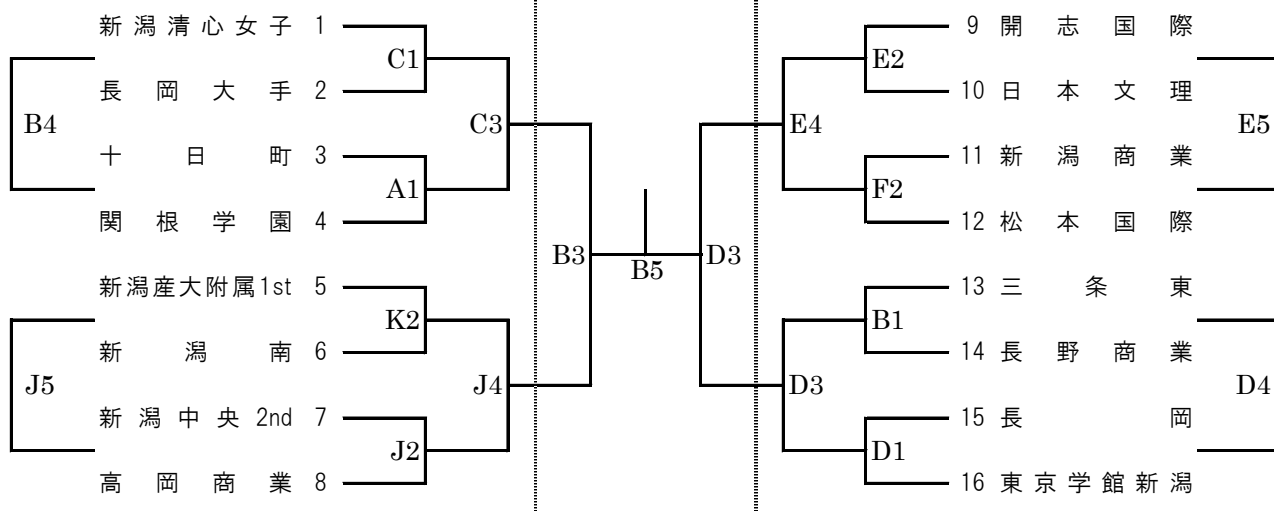 新潟清心女子 1
C1
長岡大手 2
B4
C3
十日町 3
A1
関根学園 4
B3
新潟産大附属1st 5
K2
新潟南 6
J5
J4
新潟中央2nd 7
J2
高岡商業 8
B5
9 開志国際
E2
10 日本文理
E4
E5
11 新潟商業
F2
12 松本国際
D3
13 三条東
B1
14 長野商業
D3
D4
15 長岡
D1
16 東京学館新潟